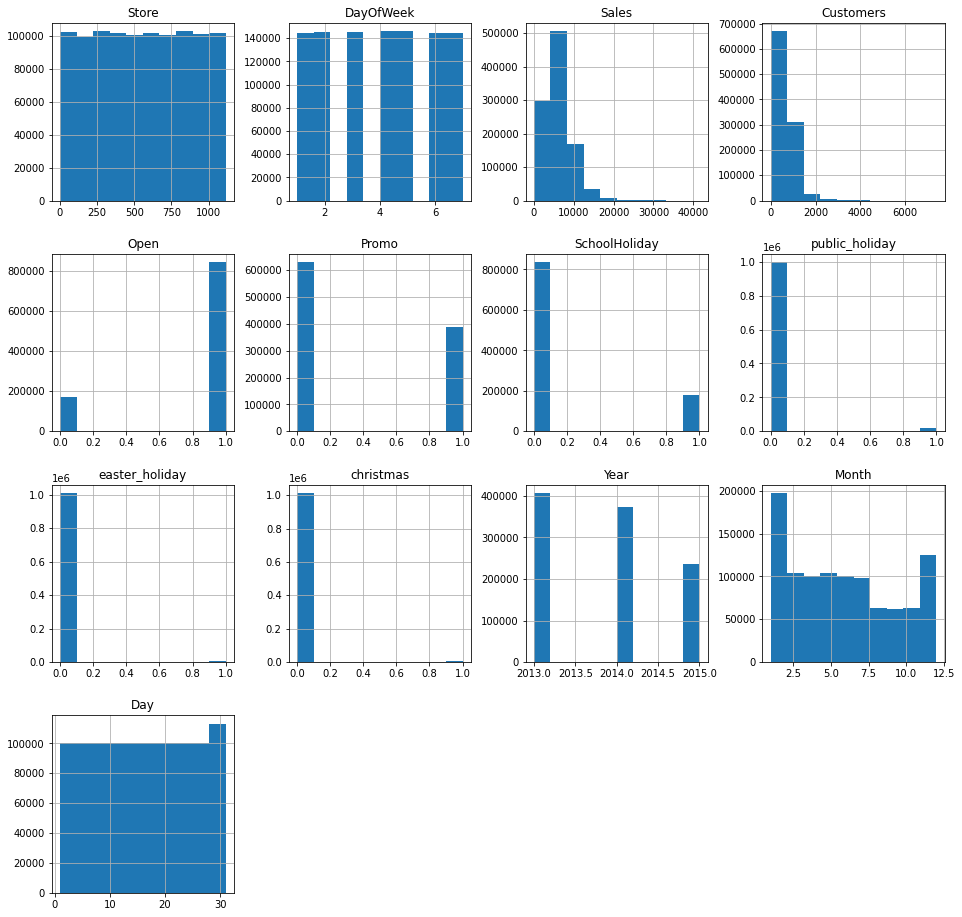 Store
DayOfWeek
Sales
Customers
100000
80000
60000
40000
20000
0
0 250 500 750 1000
140000
120000
100000
80000
60000
40000
20000
0
2 4 6
500000
400000
300000
200000
100000
0
0 10000 20000 30000 40000
700000
600000
500000
400000
300000
200000
100000
0
0 2000 4000 6000
Open
Promo
SchoolHoliday
public_holiday
800000
600000
400000
200000
0
0.0 0.2 0.4 0.6 0.8 1.0
600000
500000
400000
300000
200000
100000
0
0.0 0.2 0.4 0.6 0.8 1.0
800000
600000
400000
200000
0
0.0 0.2 0.4 0.6 0.8 1.0
1e6
1.0
0.8
0.6
0.4
0.2
0.0
0.0 0.2 0.4 0.6 0.8 1.0
easter_holiday
christmas
Year
Month
1e6
1.0
0.8
0.6
0.4
0.2
0.0
0.0 0.2 0.4 0.6 0.8 1.0
1e6
1.0
0.8
0.6
0.4
0.2
0.0
0.0 0.2 0.4 0.6 0.8 1.0
400000
300000
200000
100000
0
2013.0 2013.5 2014.0 2014.5 2015.0
200000
150000
100000
50000
0
2.5 5.0 7.5 10.0 12.5
Day
100000
80000
60000
40000
20000
0
0 10 20 30